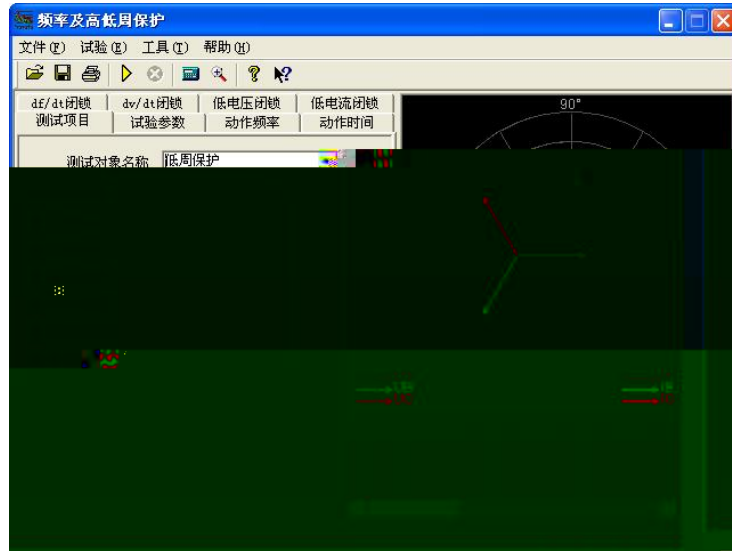 频率及高低周保护
文件(F) 试验(E) 工具(T) 帮助(H)
df/dt闭锁 dv/dt闭锁 低电压闭锁 低电流闭锁
测试项目 试验参数 动作频率 动作时间
90°
测试对象名称 低周保护